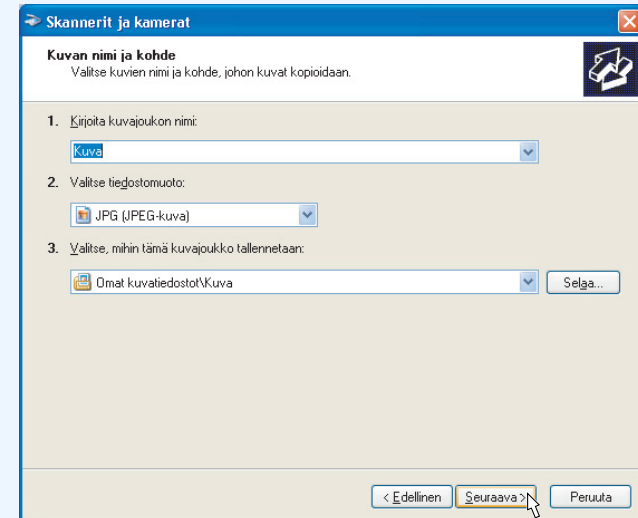 Skannerit ja kamerat
Kuvan nimi ja kohde
Valitse kuvien nimi ja kohde, johon kuvat kopioidaan.
1. Kirjoita kuvajoukon nimi:
Kuva
2. Valitse tiedostomuoto:
JPG (JPEG-kuva)
3. Valitse, mihin tämä kuvajoukko tallennetaan:
Omat kuvatiedostot\Kuva Selaa...
< Edellinen Seuraava > Peruuta